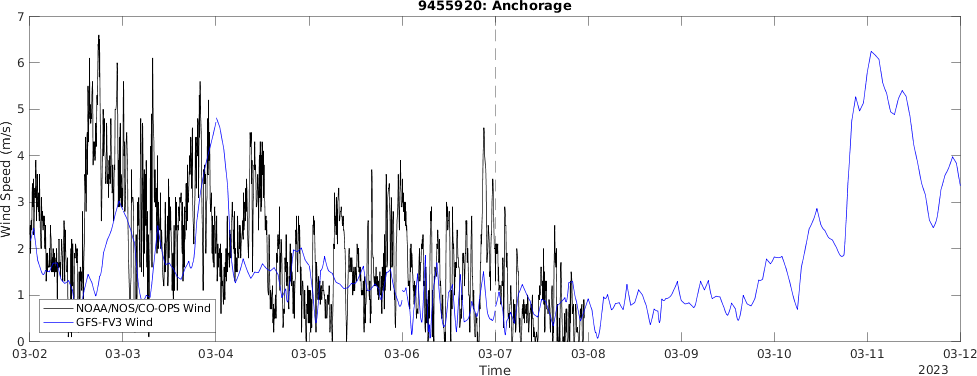 9455920: Anchorage
Wind Speed (m/s)
7
6
5
4
3
2
1
0
NOAA/NOS/CO-OPS Wind
GFS-FV3 Wind
03-02 03-03 03-04 03-05 03-06 03-07 03-08 03-09 03-10 03-11 03-12
Time
2023